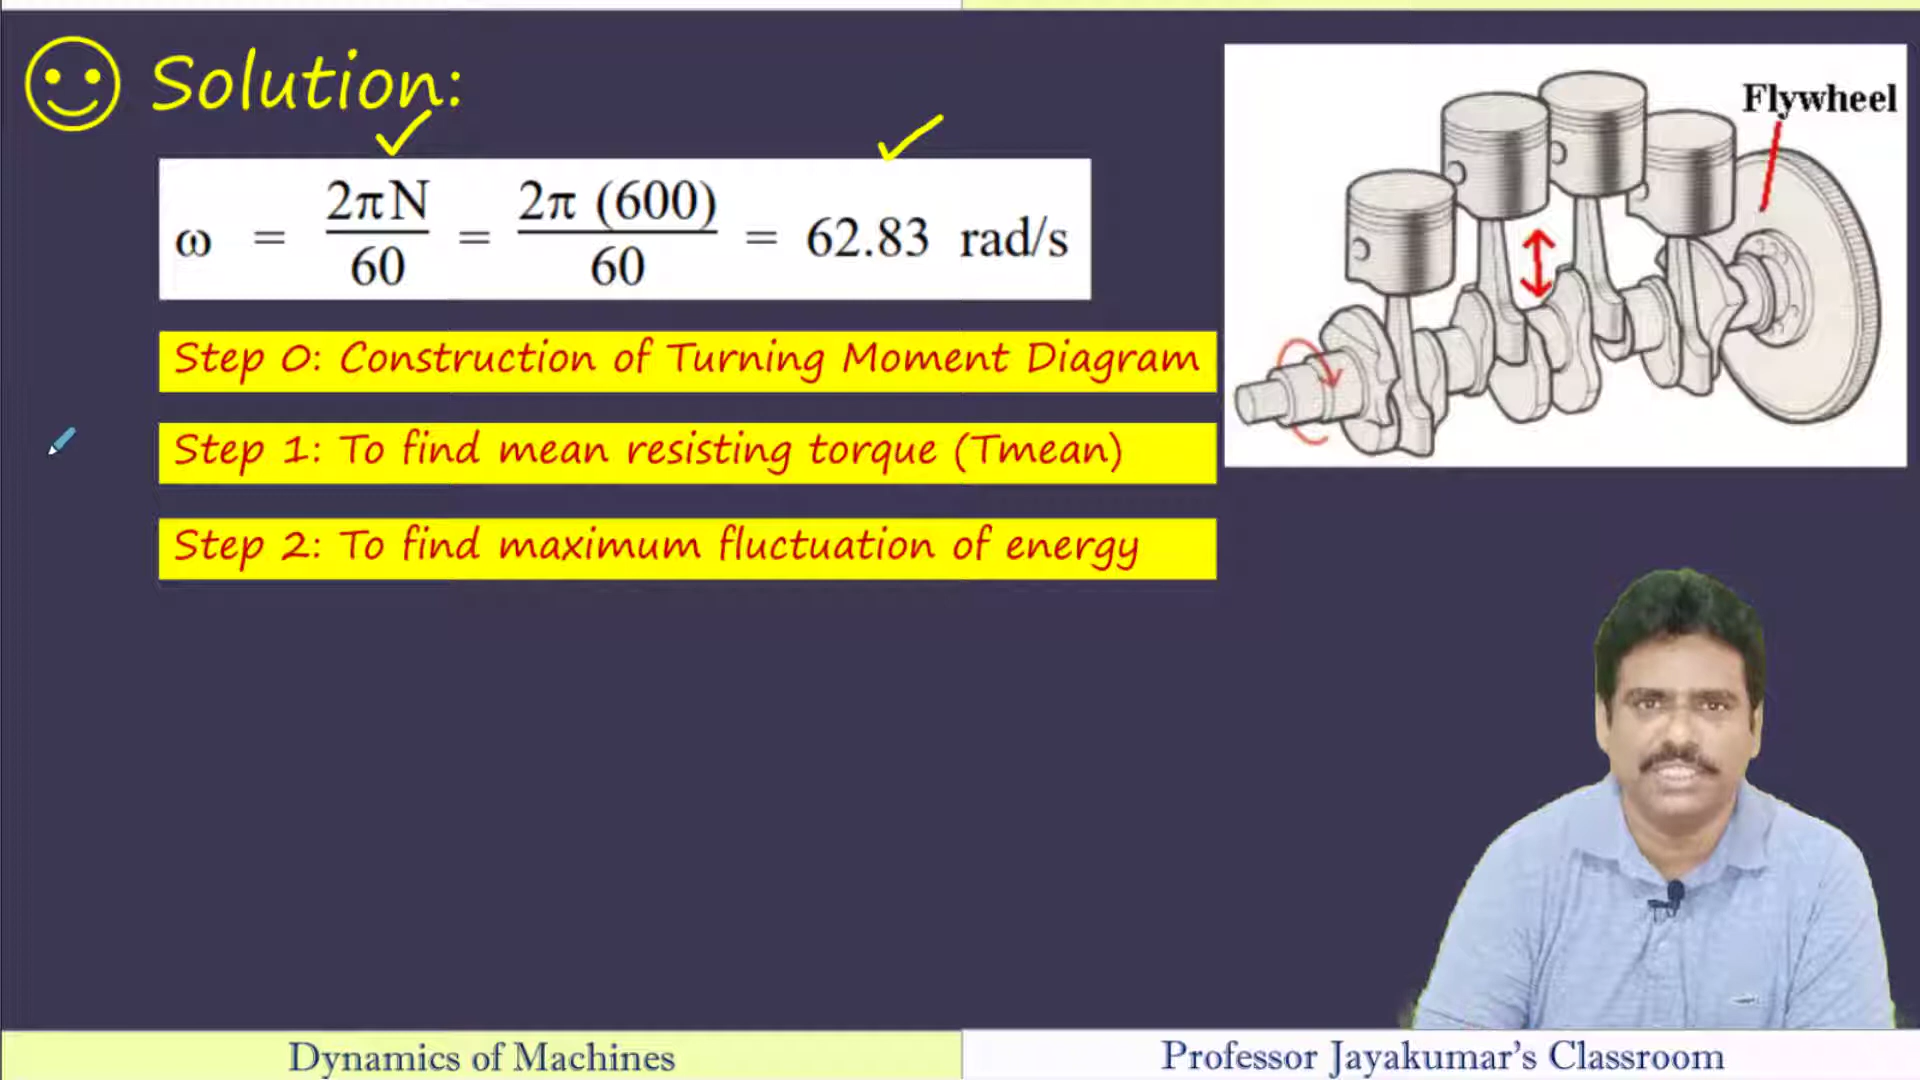 Solution:
Flywheel
ω = 2πN/60 = 2π (600)/60 = 62.83 rad/s
Step 0: Construction of Turning Moment Diagram
Step 1: To find mean resisting torque (Tmean)
Step 2: To find maximum fluctuation of energy
Dynamics of Machines
Professor Jayakumar’s Classroom